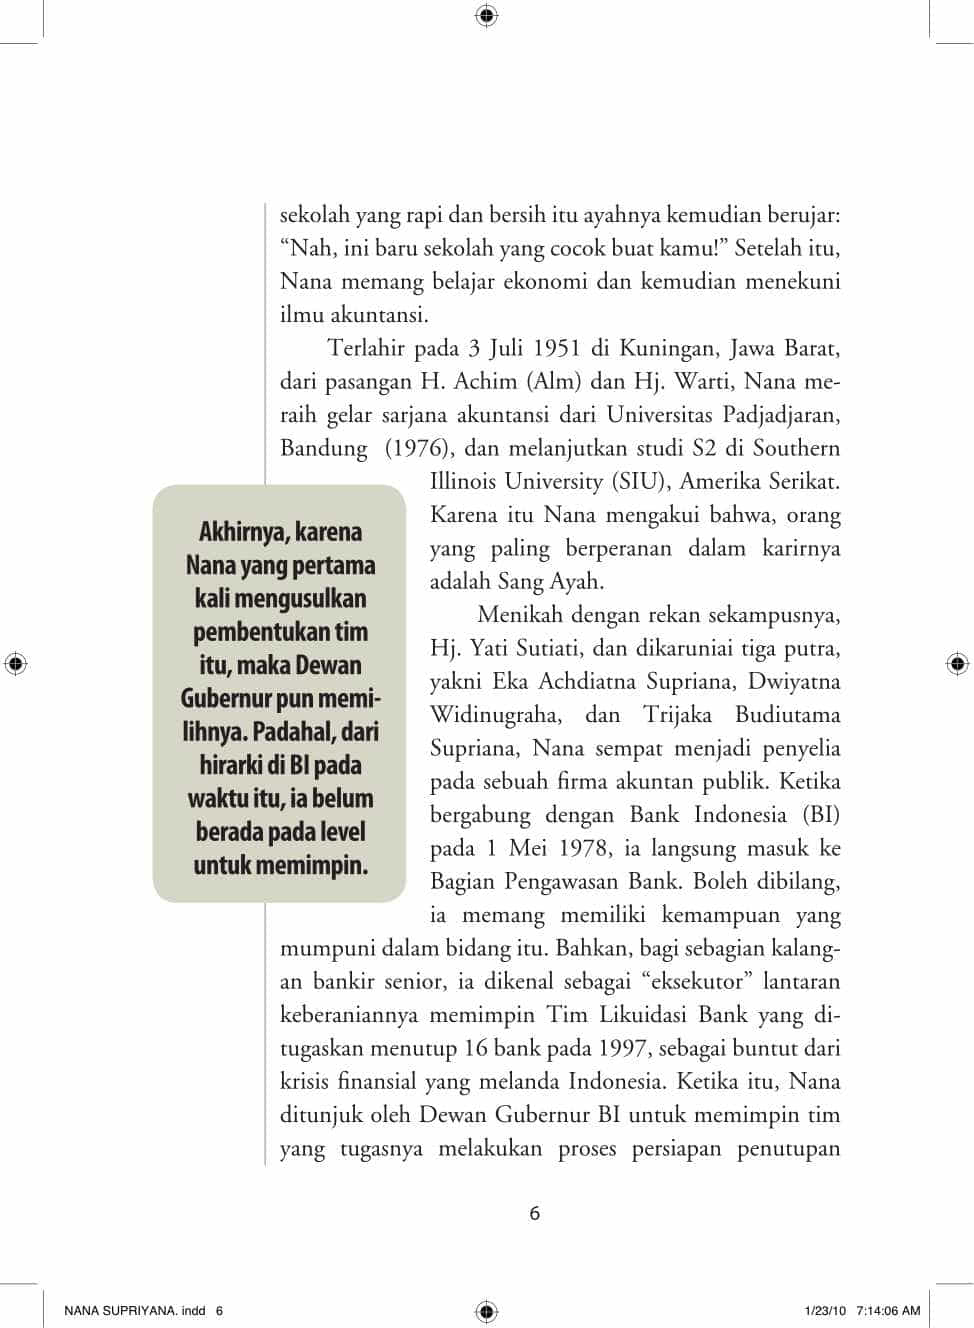 sekolah yang rapi dan bersih itu ayahnya kemudian berujar:
“Nah, ini baru sekolah yang cocok buat kamu!” Setelah itu,
Nana memang belajar ekonomi dan kemudian menekuni
ilmu akuntansi.
Terlahir pada 3 Juli 1951 di Kuningan, Jawa Barat,
dari pasangan H. Achim (Alm) dan Hj. Warti, Nana me-
raih gelar sarjana akuntansi dari Universitas Padjadjaran,
Bandung (1976), dan melanjutkan studi S2 di Southern
Illinois University (SIU), Amerika Serikat.
Karena itu Nana mengakui bahwa, orang
yang paling berperanan dalam karirnya
adalah Sang Ayah.
Menikah dengan rekan sekampusnya,
Hj. Yati Sutiati, dan dikaruniai tiga putra,
yakni Eka Achdiatna Supriana, Dwiyatna
Widinugraha, dan Trijaka Budiutama
Supriana, Nana sempat menjadi penyelia
pada sebuah firma akuntan publik. Ketika
bergabung dengan Bank Indonesia (BI)
pada 1 Mei 1978, ia langsung masuk ke
Bagian Pengawasan Bank. Boleh dibilang,
ia memang memiliki kemampuan yang
mumpuni dalam bidang itu. Bahkan, bagi sebagian kalang-
an bankir senior, ia dikenal sebagai “eksekutor” lantaran
keberaniannya memimpin Tim Likuidasi Bank yang di-
tugaskan menutup 16 bank pada 1997, sebagai buntut dari
krisis finansial yang melanda Indonesia. Ketika itu, Nana
ditunjuk oleh Dewan Gubernur BI untuk memimpin tim
yang tugasnya melakukan proses persiapan penutupan
Akhirnya, karena
Nana yang pertama
kali mengusulkan
pembentukan tim
itu, maka Dewan
Gubernur pun memi-
lihnya. Padahal, dari
hirarki di BI pada
waktu itu, ia belum
berada pada level
untuk memimpin.
6
NANA SUPRIYANA. indd 6
1/23/10 7:14:06 AM